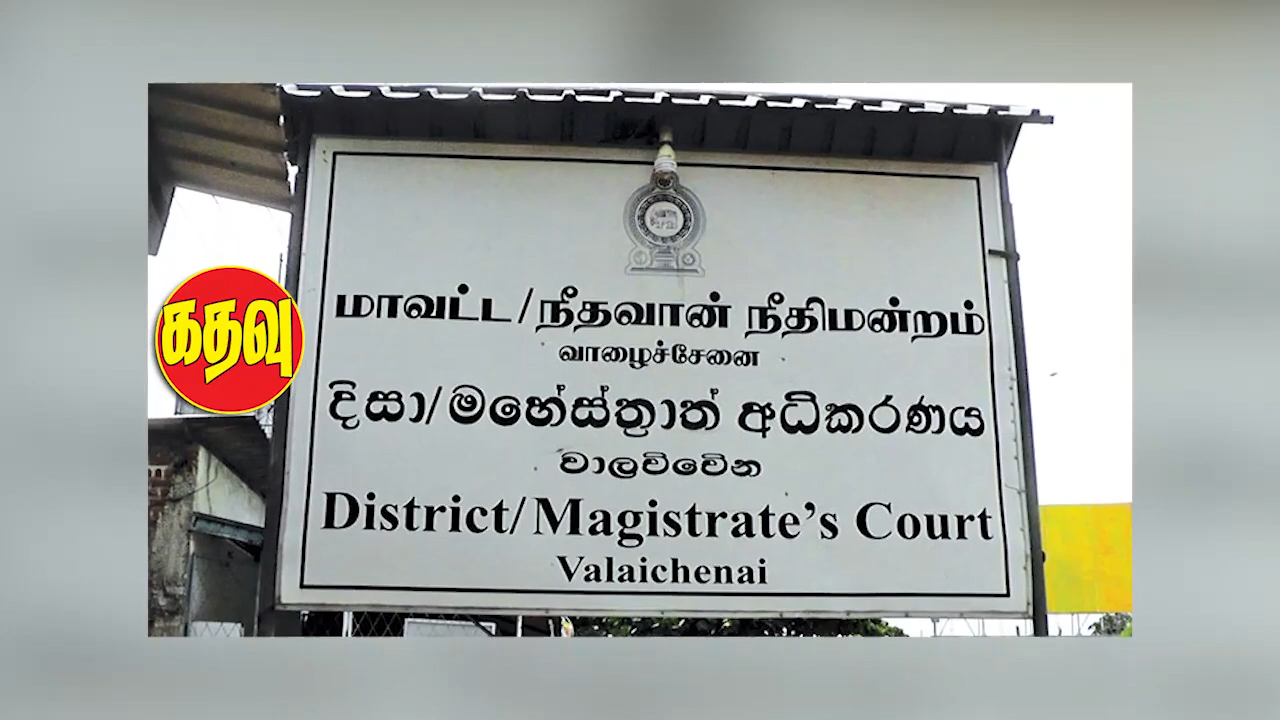 மாவட்ட/நீதவான் நீதிமன்றம்
வாழைச்சேனை
கதவு
දිසා/මහේස්ත්‍රාත් අධිකරණය
වාලච්චේන
District/Magistrate's Court
Valaichenai